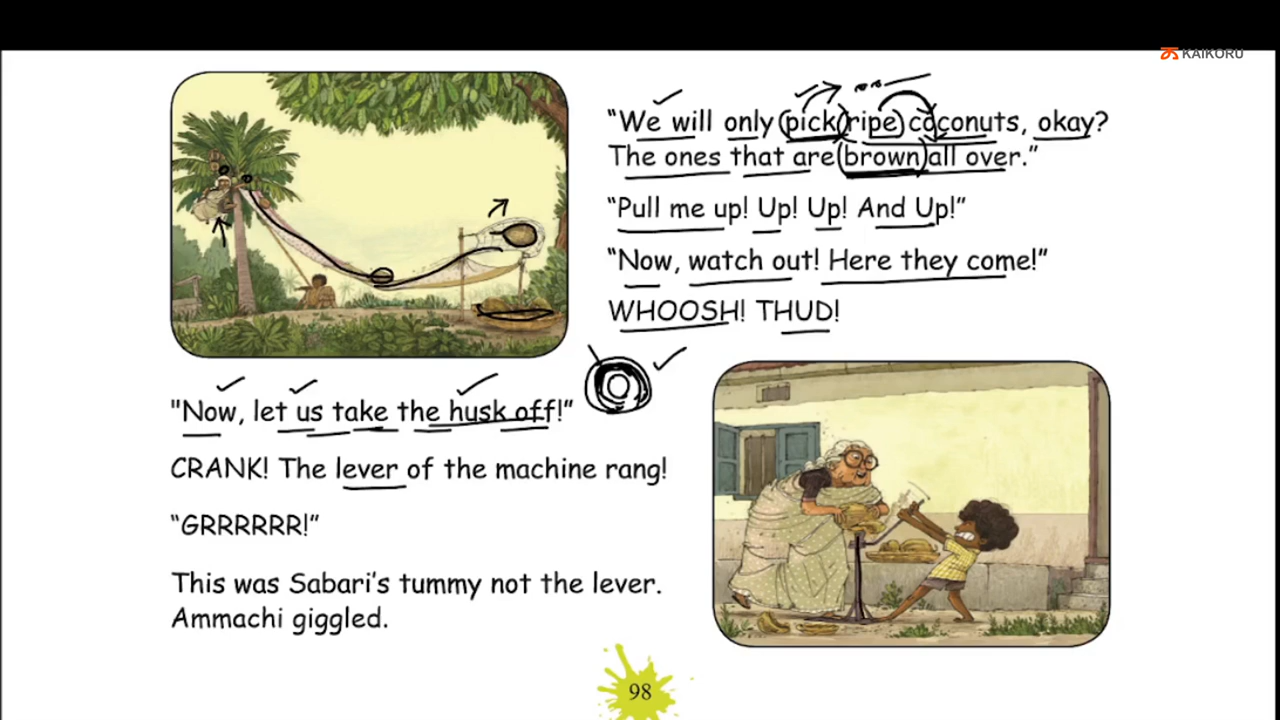 KAIKORU
“We will only pick ripe coconuts, okay?
The ones that are brown all over.”
“Pull me up! Up! Up! And Up!”
“Now, watch out! Here they come!”
WHOOSH! THUD!
"Now, let us take the husk off!”
CRANK! The lever of the machine rang!
“GRRRRRR!”
This was Sabari’s tummy not the lever.
Ammachi giggled.
98